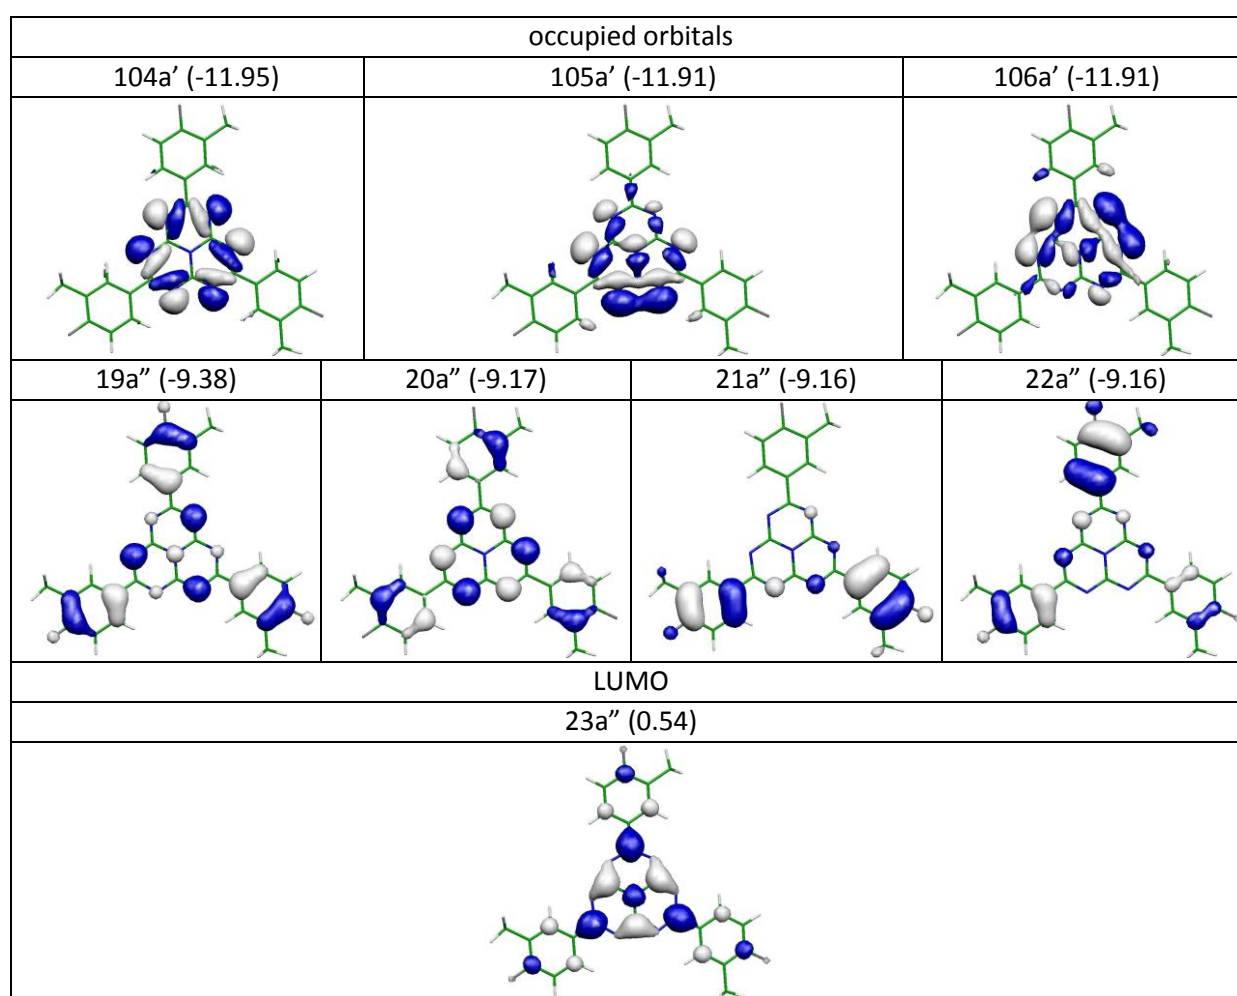 occupied orbitals
104a’ (-11.95) 105a’ (-11.91) 106a’ (-11.91)
19a” (-9.38) 20a” (-9.17) 21a” (-9.16) 22a” (-9.16)
LUMO
23a” (0.54)